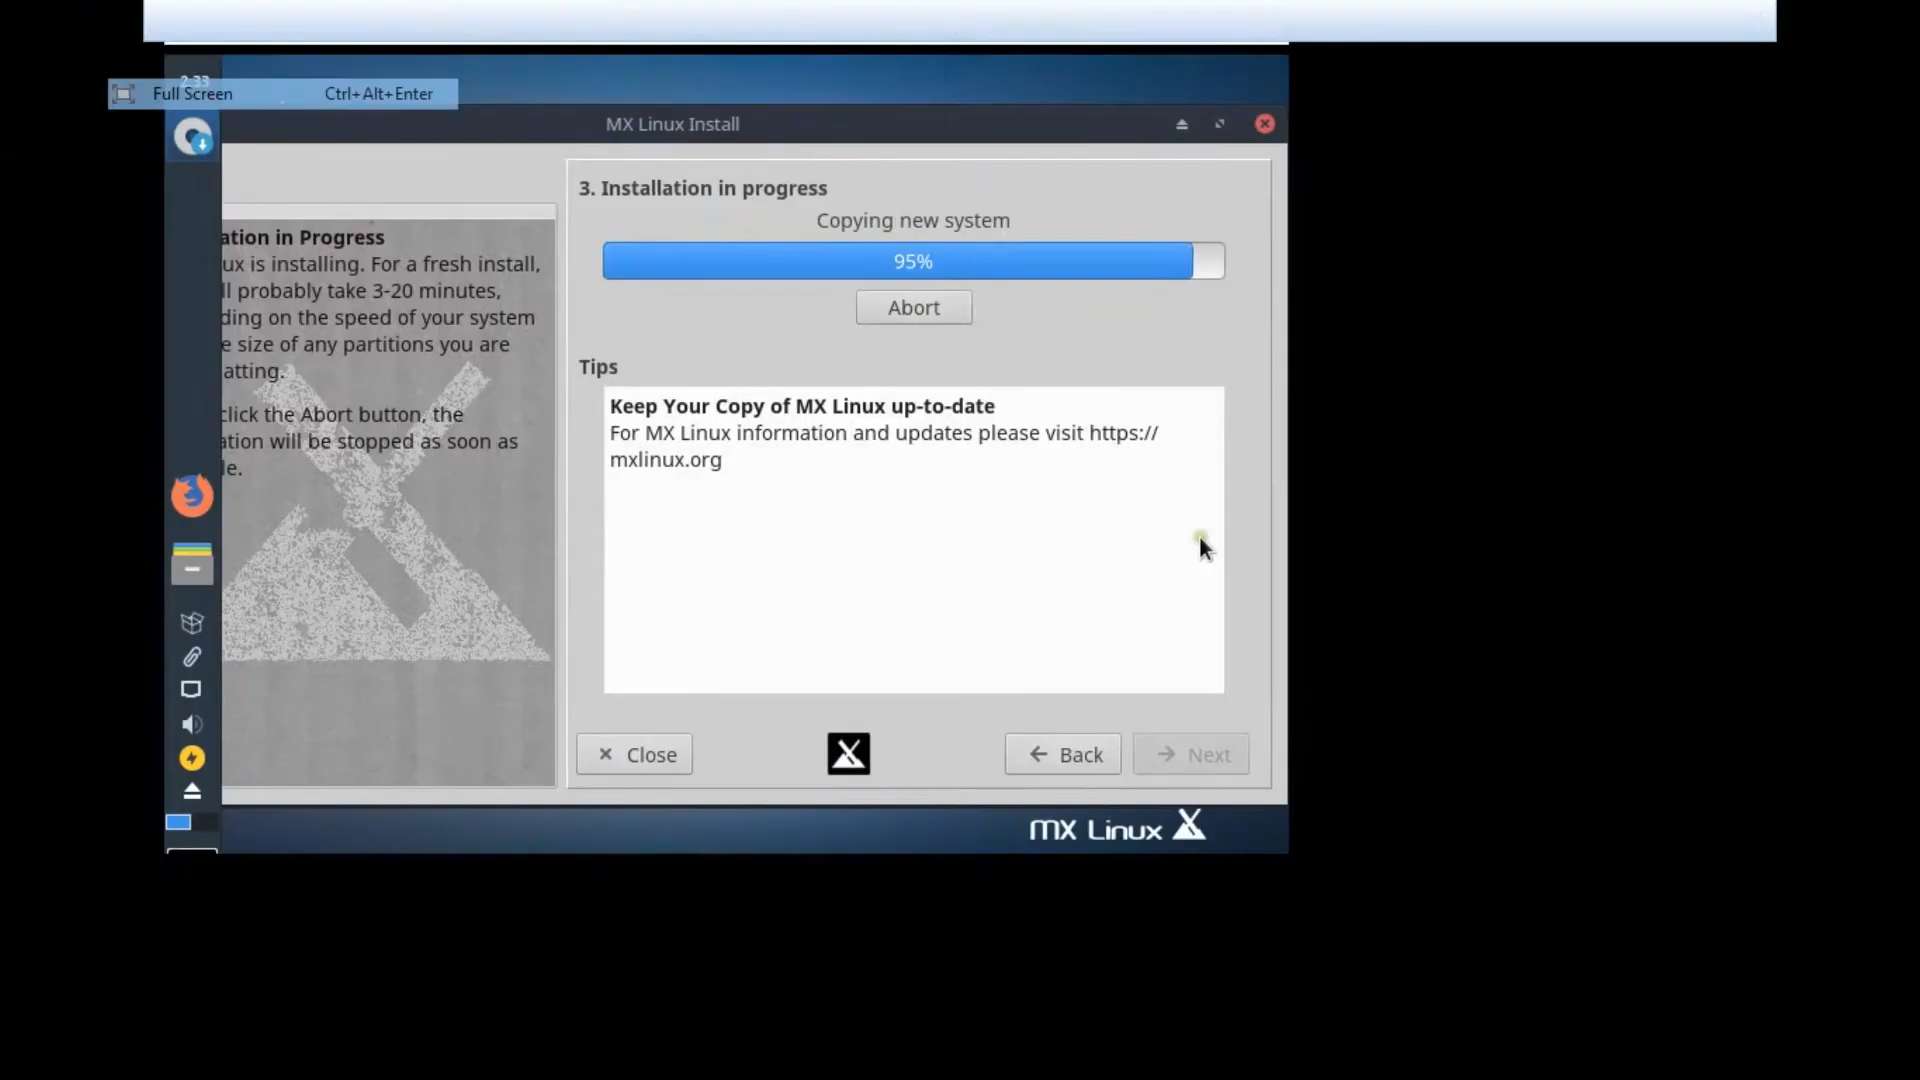 2:33
Full Screen Ctrl+Alt+Enter
MX Linux Install
ation in Progress
ux is installing. For a fresh install,
ll probably take 3-20 minutes,
ding on the speed of your system
e size of any partitions you are
atting.
click the Abort button, the
ation will be stopped as soon as
le.
3. Installation in progress
Copying new system
95%
Abort
Tips
Keep Your Copy of MX Linux up-to-date
For MX Linux information and updates please visit https://
mxlinux.org
Close
Back
Next
MX Linux